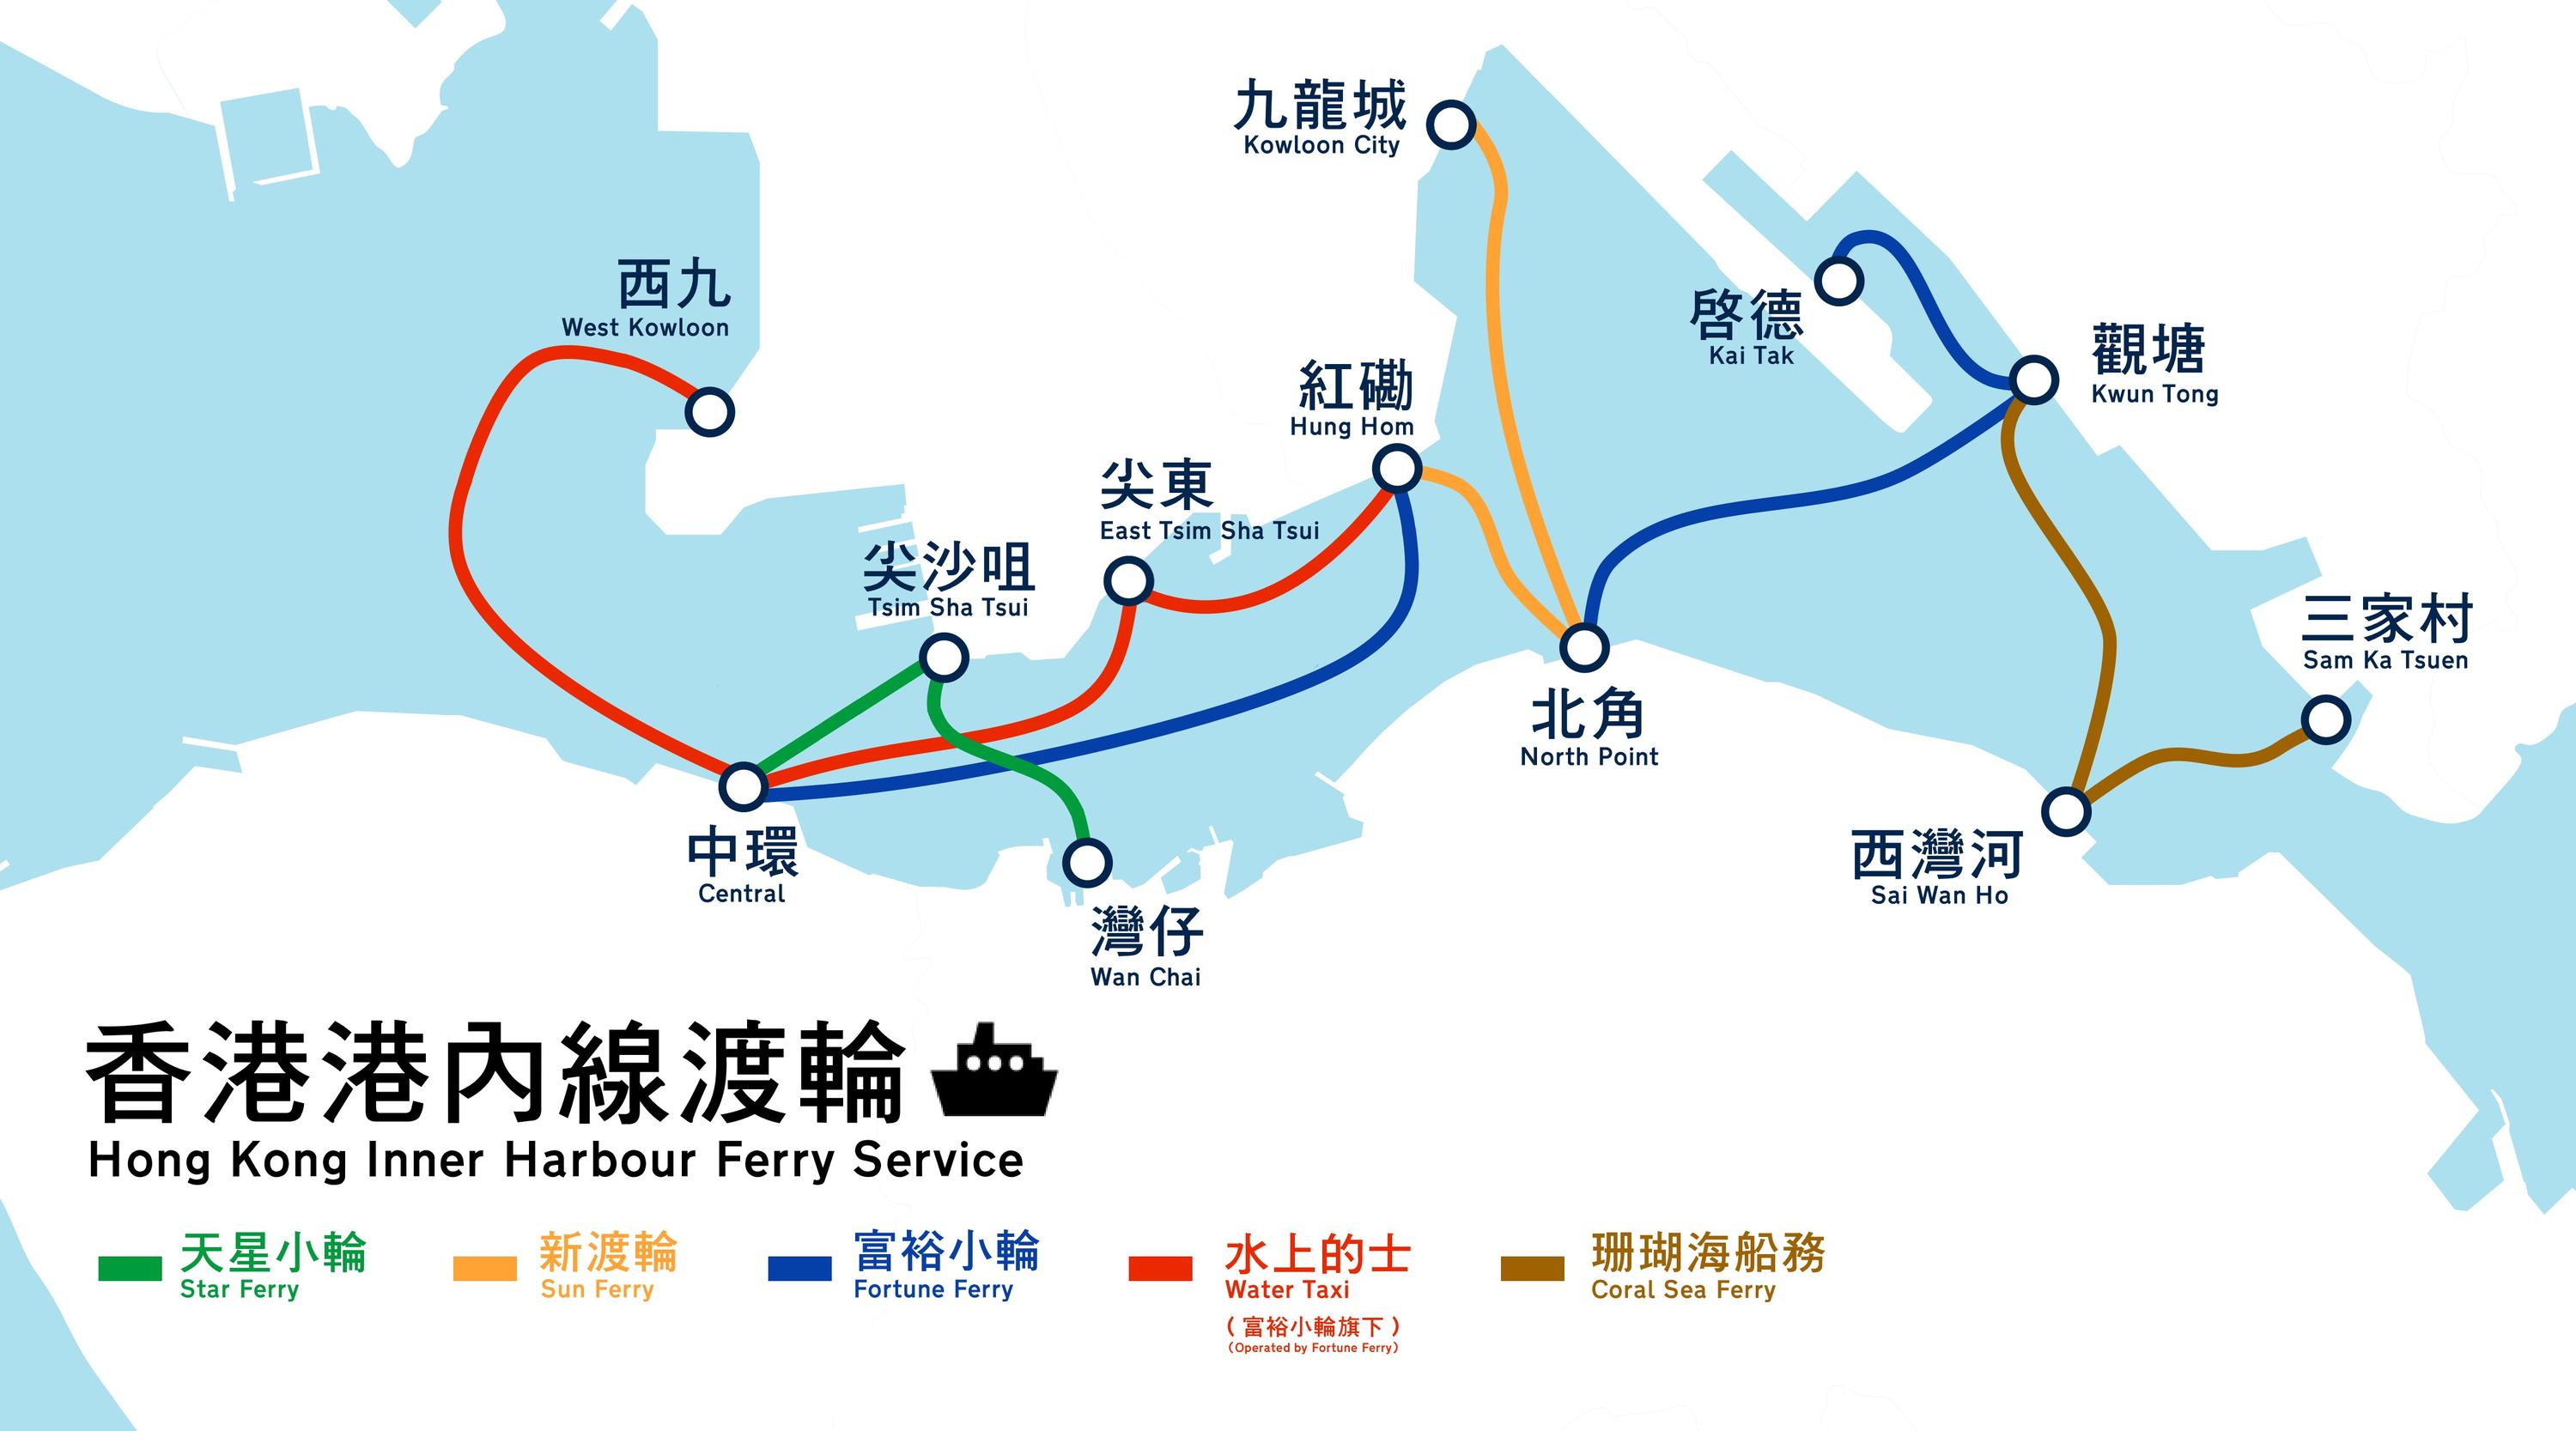 九龍城
Kowloon City
西九
West Kowloon
啓德
Kai Tak
觀塘
Kwun Tong
紅磡
Hung Hom
尖東
East Tsim Sha Tsui
尖沙咀
Tsim Sha Tsui
三家村
Sam Ka Tsuen
北角
North Point
中環
Central
西灣河
Sai Wan Ho
灣仔
Wan Chai
香港港內線渡輪
Hong Kong Inner Harbour Ferry Service
天星小輪
Star Ferry
新渡輪
Sun Ferry
富裕小輪
Fortune Ferry
水上的士
Water Taxi
（富裕小輪旗下）
(Operated by Fortune Ferry)
珊瑚海船務
Coral Sea Ferry